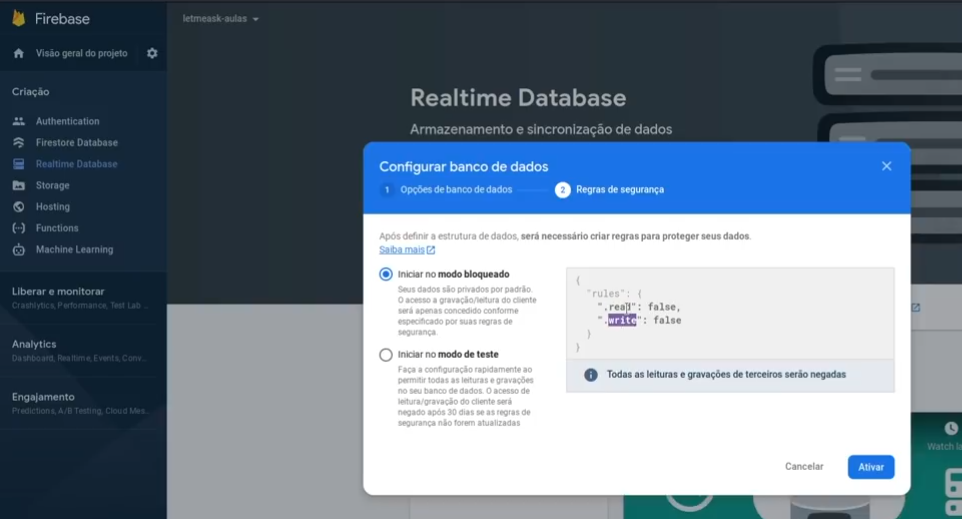 Firebase
letmeask-aulas
Visão geral do projeto
Criação
Authentication
Firestore Database
Realtime Database
Storage
Hosting
Functions
Machine Learning
Liberar e monitorar
Crashlytics, Performance, Test Lab ...
Analytics
Dashboard, Realtime, Events, Conv...
Engajamento
Predictions, A/B Testing, Cloud Mes...
Realtime Database
Armazenamento e sincronização de dados
Configurar banco de dados
1 Opções de banco de dados
2 Regras de segurança
Após definir a estrutura de dados, será necessário criar regras para proteger seus dados.
Saiba mais
Iniciar no modo bloqueado
Seus dados são privados por padrão.
O acesso a gravação/leitura do cliente
será apenas concedido conforme
especificado por suas regras de
segurança.
Iniciar no modo de teste
Faça a configuração rapidamente ao
permitir todas as leituras e gravações
no seu banco de dados. O acesso de
leitura/gravação do cliente será
negado após 30 dias se as regras de
segurança não forem atualizadas
{
"rules": {
".read": false,
".write": false
}
}
Todas as leituras e gravações de terceiros serão negadas
Cancelar
Ativar
Watch